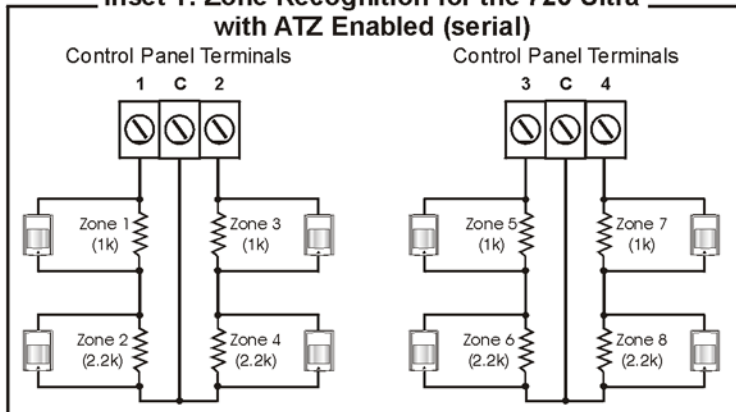 Inset 1: Zone Recognition for the 728 Ultra
with ATZ Enabled (serial)
Control Panel Terminals
1 C 2
Zone 1
(1k)
Zone 3
(1k)
Zone 2
(2.2k)
Zone 4
(2.2k)
Control Panel Terminals
3 C 4
Zone 5
(1k)
Zone 7
(1k)
Zone 6
(2.2k)
Zone 8
(2.2k)